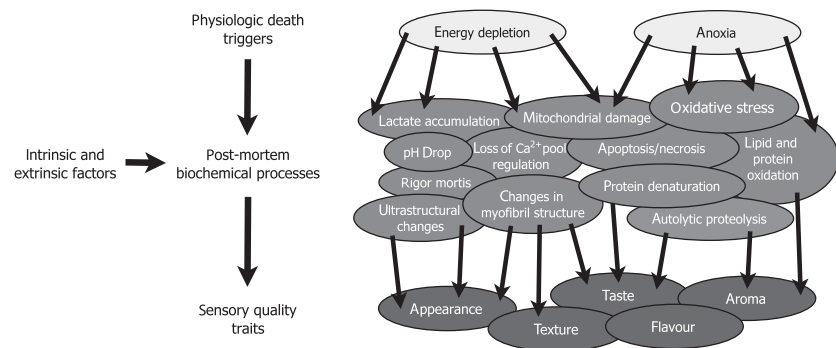 Physiologic death
triggers
Intrinsic and
extrinsic factors
Post-mortem
biochemical processes
Sensory quality
traits
Energy depletion
Anoxia
Lactate accumulation
Mitochondrial damage
Oxidative stress
pH Drop
Loss of Ca2+ pool
regulation
Apoptosis/necrosis
Lipid and
protein
oxidation
Rigor mortis
Changes in
myofibril structure
Protein denaturation
Ultrastructural
changes
Autolytic proteolysis
Appearance
Texture
Taste
Flavour
Aroma